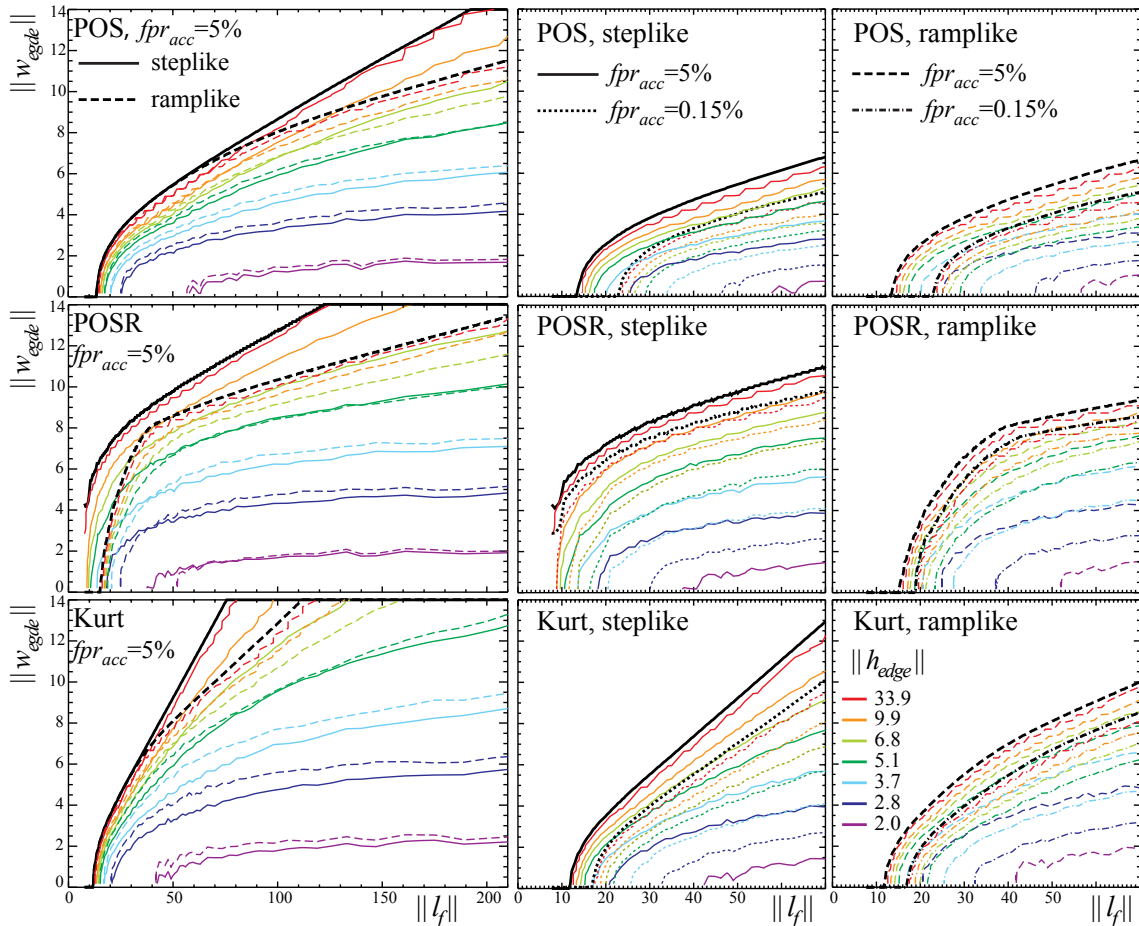 POS, fpr_acc=5%
steplike
ramplike
|| w_egde ||
14
12
10
8
6
4
2
0
POS, steplike
fpr_acc=5%
fpr_acc=0.15%
POS, ramplike
fpr_acc=5%
fpr_acc=0.15%
POSR
fpr_acc=5%
|| w_egde ||
14
12
10
8
6
4
2
0
POSR, steplike
POSR, ramplike
Kurt
fpr_acc=5%
|| w_egde ||
14
12
10
8
6
4
2
0
0 50 100 150 200
|| l_f ||
Kurt, steplike
10 20 30 40 50
|| l_f ||
Kurt, ramplike
|| h_edge ||
33.9
9.9
6.8
5.1
3.7
2.8
2.0
10 20 30 40 50
|| l_f ||